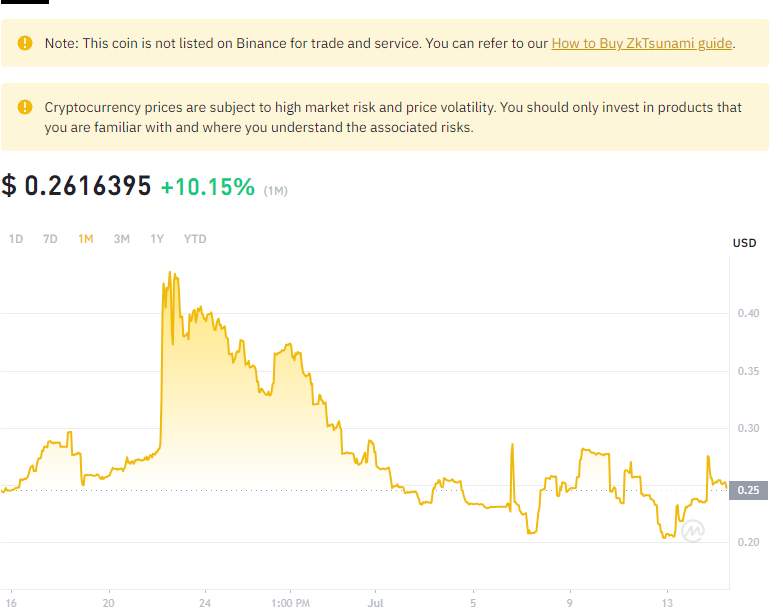 Note: This coin is not listed on Binance for trade and service. You can refer to our How to Buy ZkTsunami guide.
Cryptocurrency prices are subject to high market risk and price volatility. You should only invest in products that
you are familiar with and where you understand the associated risks.
$ 0.2616395 +10.15% (1M)
1D 7D 1M 3M 1Y YTD
USD
0.40
0.35
0.30
0.25
0.20
16 20 24 1:00 PM Jul 5 9 13